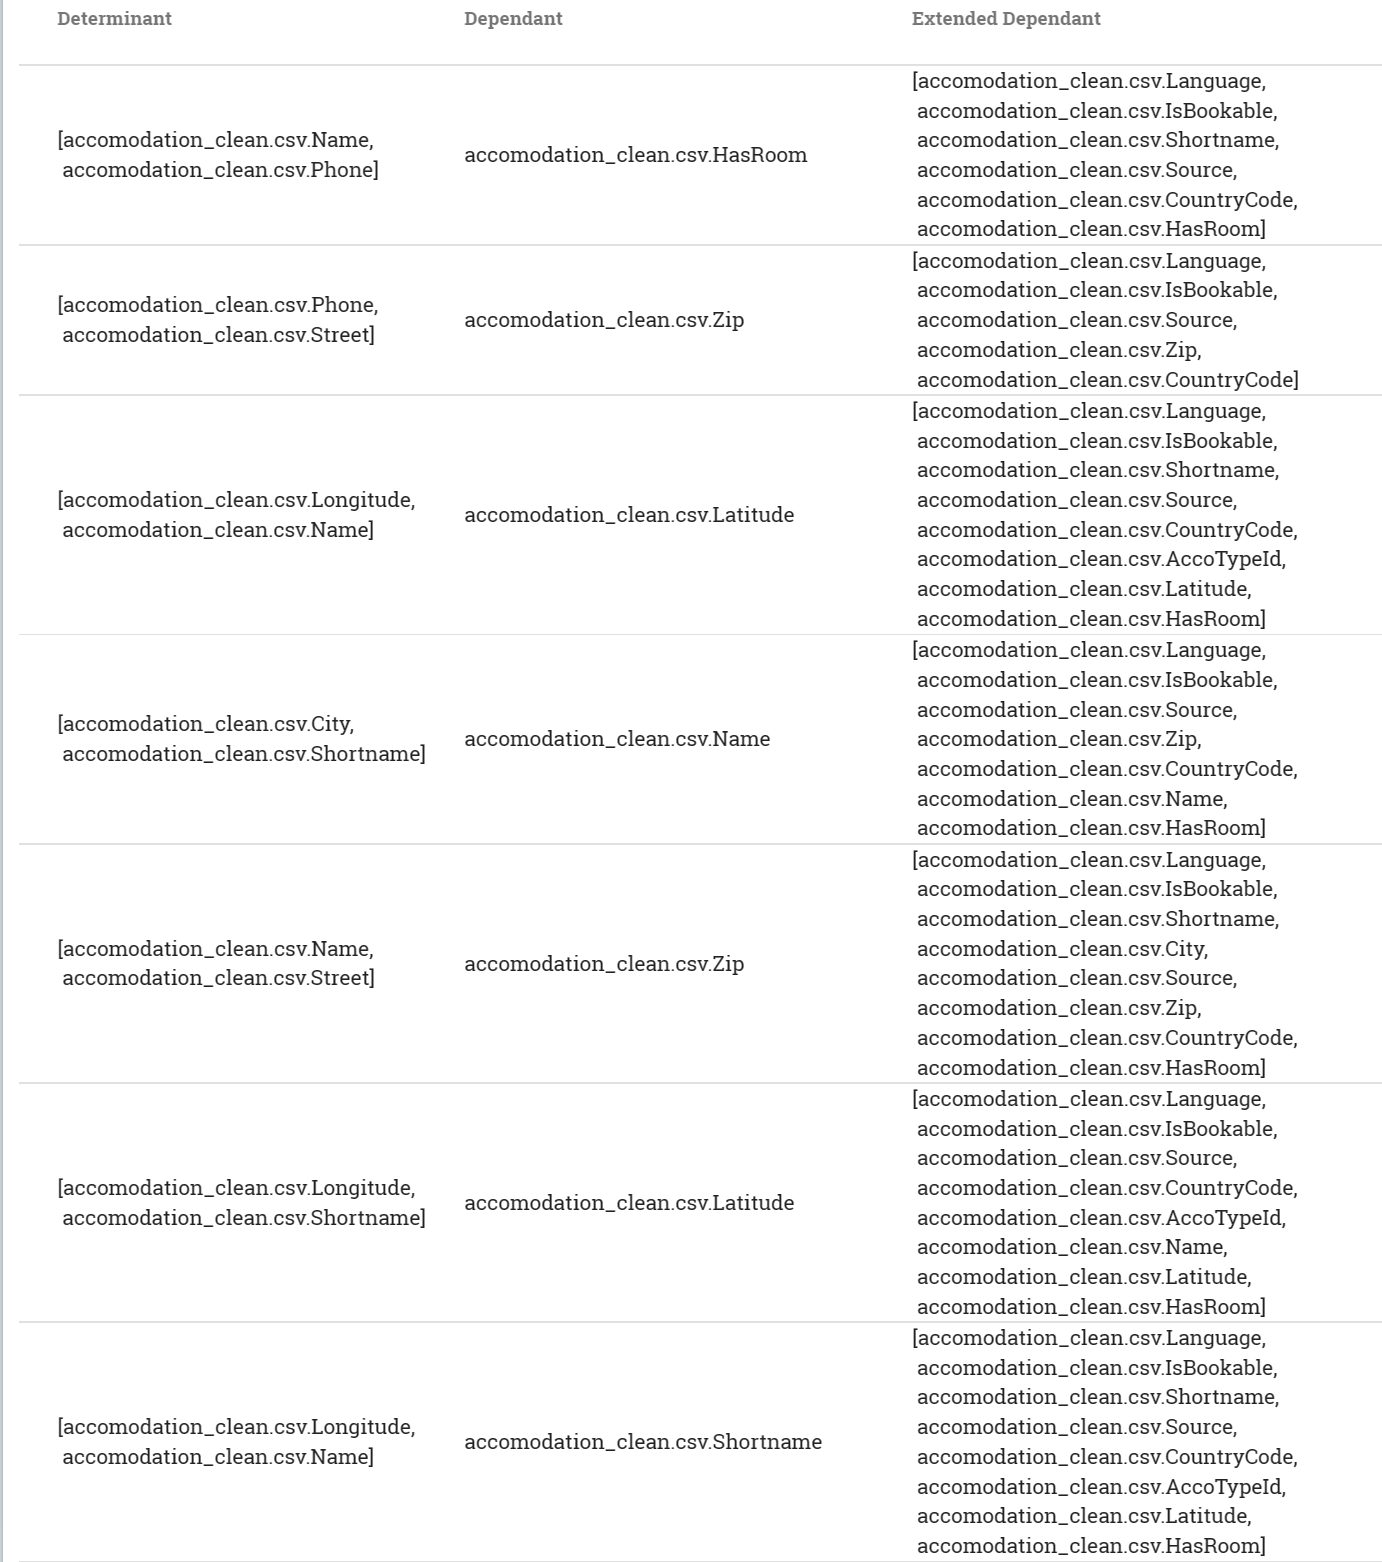 Determinant Dependant Extended Dependant
[accomodation_clean.csv.Name,
accomodation_clean.csv.Phone]
accomodation_clean.csv.HasRoom
[accomodation_clean.csv.Language,
accomodation_clean.csv.IsBookable,
accomodation_clean.csv.Shortname,
accomodation_clean.csv.Source,
accomodation_clean.csv.CountryCode,
accomodation_clean.csv.HasRoom]
[accomodation_clean.csv.Phone,
accomodation_clean.csv.Street]
accomodation_clean.csv.Zip
[accomodation_clean.csv.Language,
accomodation_clean.csv.IsBookable,
accomodation_clean.csv.Source,
accomodation_clean.csv.Zip,
accomodation_clean.csv.CountryCode]
[accomodation_clean.csv.Longitude,
accomodation_clean.csv.Name]
accomodation_clean.csv.Latitude
[accomodation_clean.csv.Language,
accomodation_clean.csv.IsBookable,
accomodation_clean.csv.Shortname,
accomodation_clean.csv.Source,
accomodation_clean.csv.CountryCode,
accomodation_clean.csv.AccoTypeId,
accomodation_clean.csv.Latitude,
accomodation_clean.csv.HasRoom]
[accomodation_clean.csv.City,
accomodation_clean.csv.Shortname]
accomodation_clean.csv.Name
[accomodation_clean.csv.Language,
accomodation_clean.csv.IsBookable,
accomodation_clean.csv.Source,
accomodation_clean.csv.Zip,
accomodation_clean.csv.CountryCode,
accomodation_clean.csv.Name,
accomodation_clean.csv.HasRoom]
[accomodation_clean.csv.Name,
accomodation_clean.csv.Street]
accomodation_clean.csv.Zip
[accomodation_clean.csv.Language,
accomodation_clean.csv.IsBookable,
accomodation_clean.csv.Shortname,
accomodation_clean.csv.City,
accomodation_clean.csv.Source,
accomodation_clean.csv.Zip,
accomodation_clean.csv.CountryCode,
accomodation_clean.csv.HasRoom]
[accomodation_clean.csv.Longitude,
accomodation_clean.csv.Shortname]
accomodation_clean.csv.Latitude
[accomodation_clean.csv.Language,
accomodation_clean.csv.IsBookable,
accomodation_clean.csv.Source,
accomodation_clean.csv.CountryCode,
accomodation_clean.csv.AccoTypeId,
accomodation_clean.csv.Name,
accomodation_clean.csv.Latitude,
accomodation_clean.csv.HasRoom]
[accomodation_clean.csv.Longitude,
accomodation_clean.csv.Name]
accomodation_clean.csv.Shortname
[accomodation_clean.csv.Language,
accomodation_clean.csv.IsBookable,
accomodation_clean.csv.Shortname,
accomodation_clean.csv.Source,
accomodation_clean.csv.CountryCode,
accomodation_clean.csv.AccoTypeId,
accomodation_clean.csv.Latitude,
accomodation_clean.csv.HasRoom]